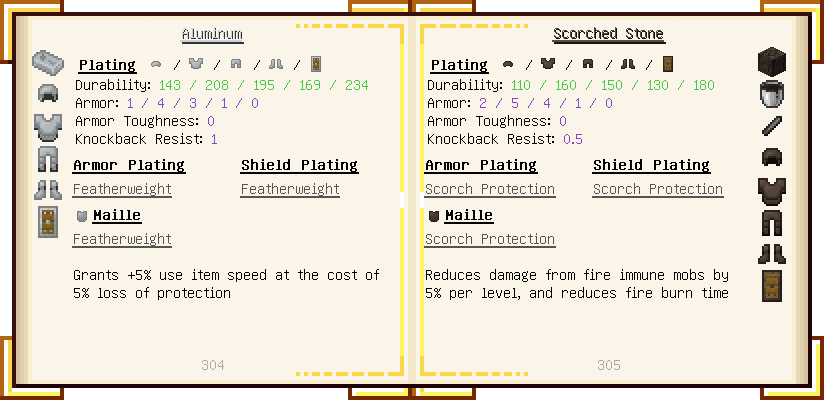 Aluminum
Plating / / / /
Durability: 143 / 208 / 195 / 169 / 234
Armor: 1 / 4 / 3 / 1 / 0
Armor Toughness: 0
Knockback Resist: 1
Armor Plating Shield Plating
Featherweight Featherweight
Maille
Featherweight
Grants +5% use item speed at the cost of
5% loss of protection
304
Scorched Stone
Plating / / / /
Durability: 110 / 160 / 150 / 130 / 180
Armor: 2 / 5 / 4 / 1 / 0
Armor Toughness: 0
Knockback Resist: 0.5
Armor Plating Shield Plating
Scorch Protection Scorch Protection
Maille
Scorch Protection
Reduces damage from fire immune mobs by
5% per level, and reduces fire burn time
305